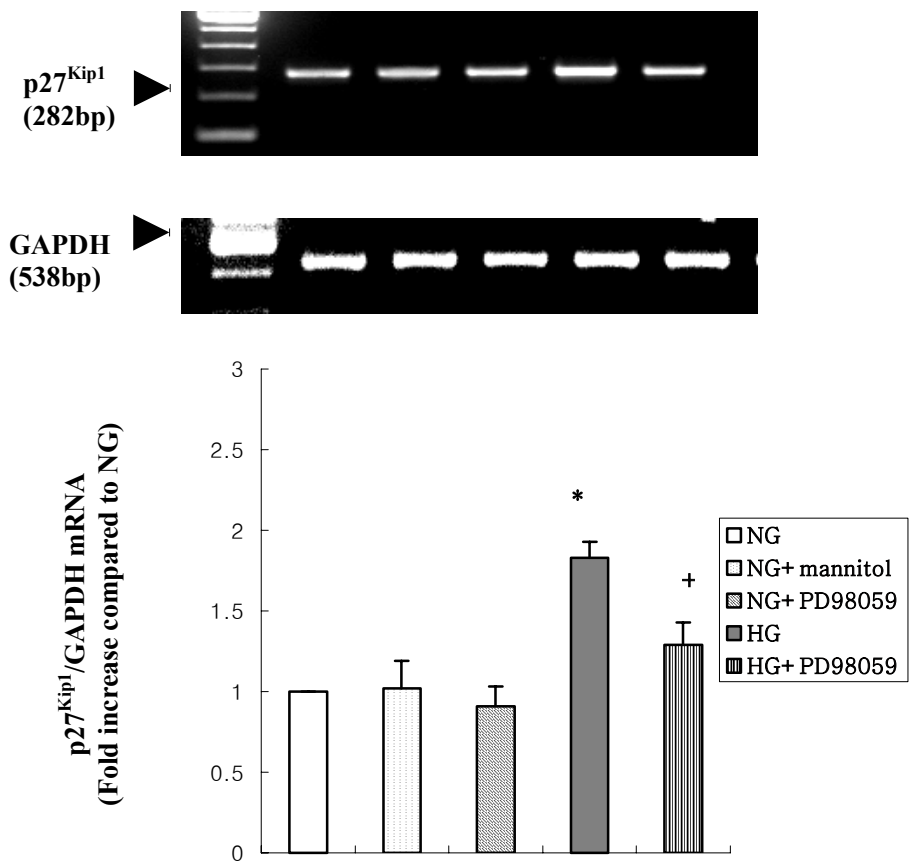 p27Kip1
(282bp)
GAPDH
(538bp)
p27Kip1/GAPDH mRNA
(Fold increase compared to NG)
3
2.5
2
1.5
1
0.5
0
*
+
NG
NG+ mannitol
NG+ PD98059
HG
HG+ PD98059